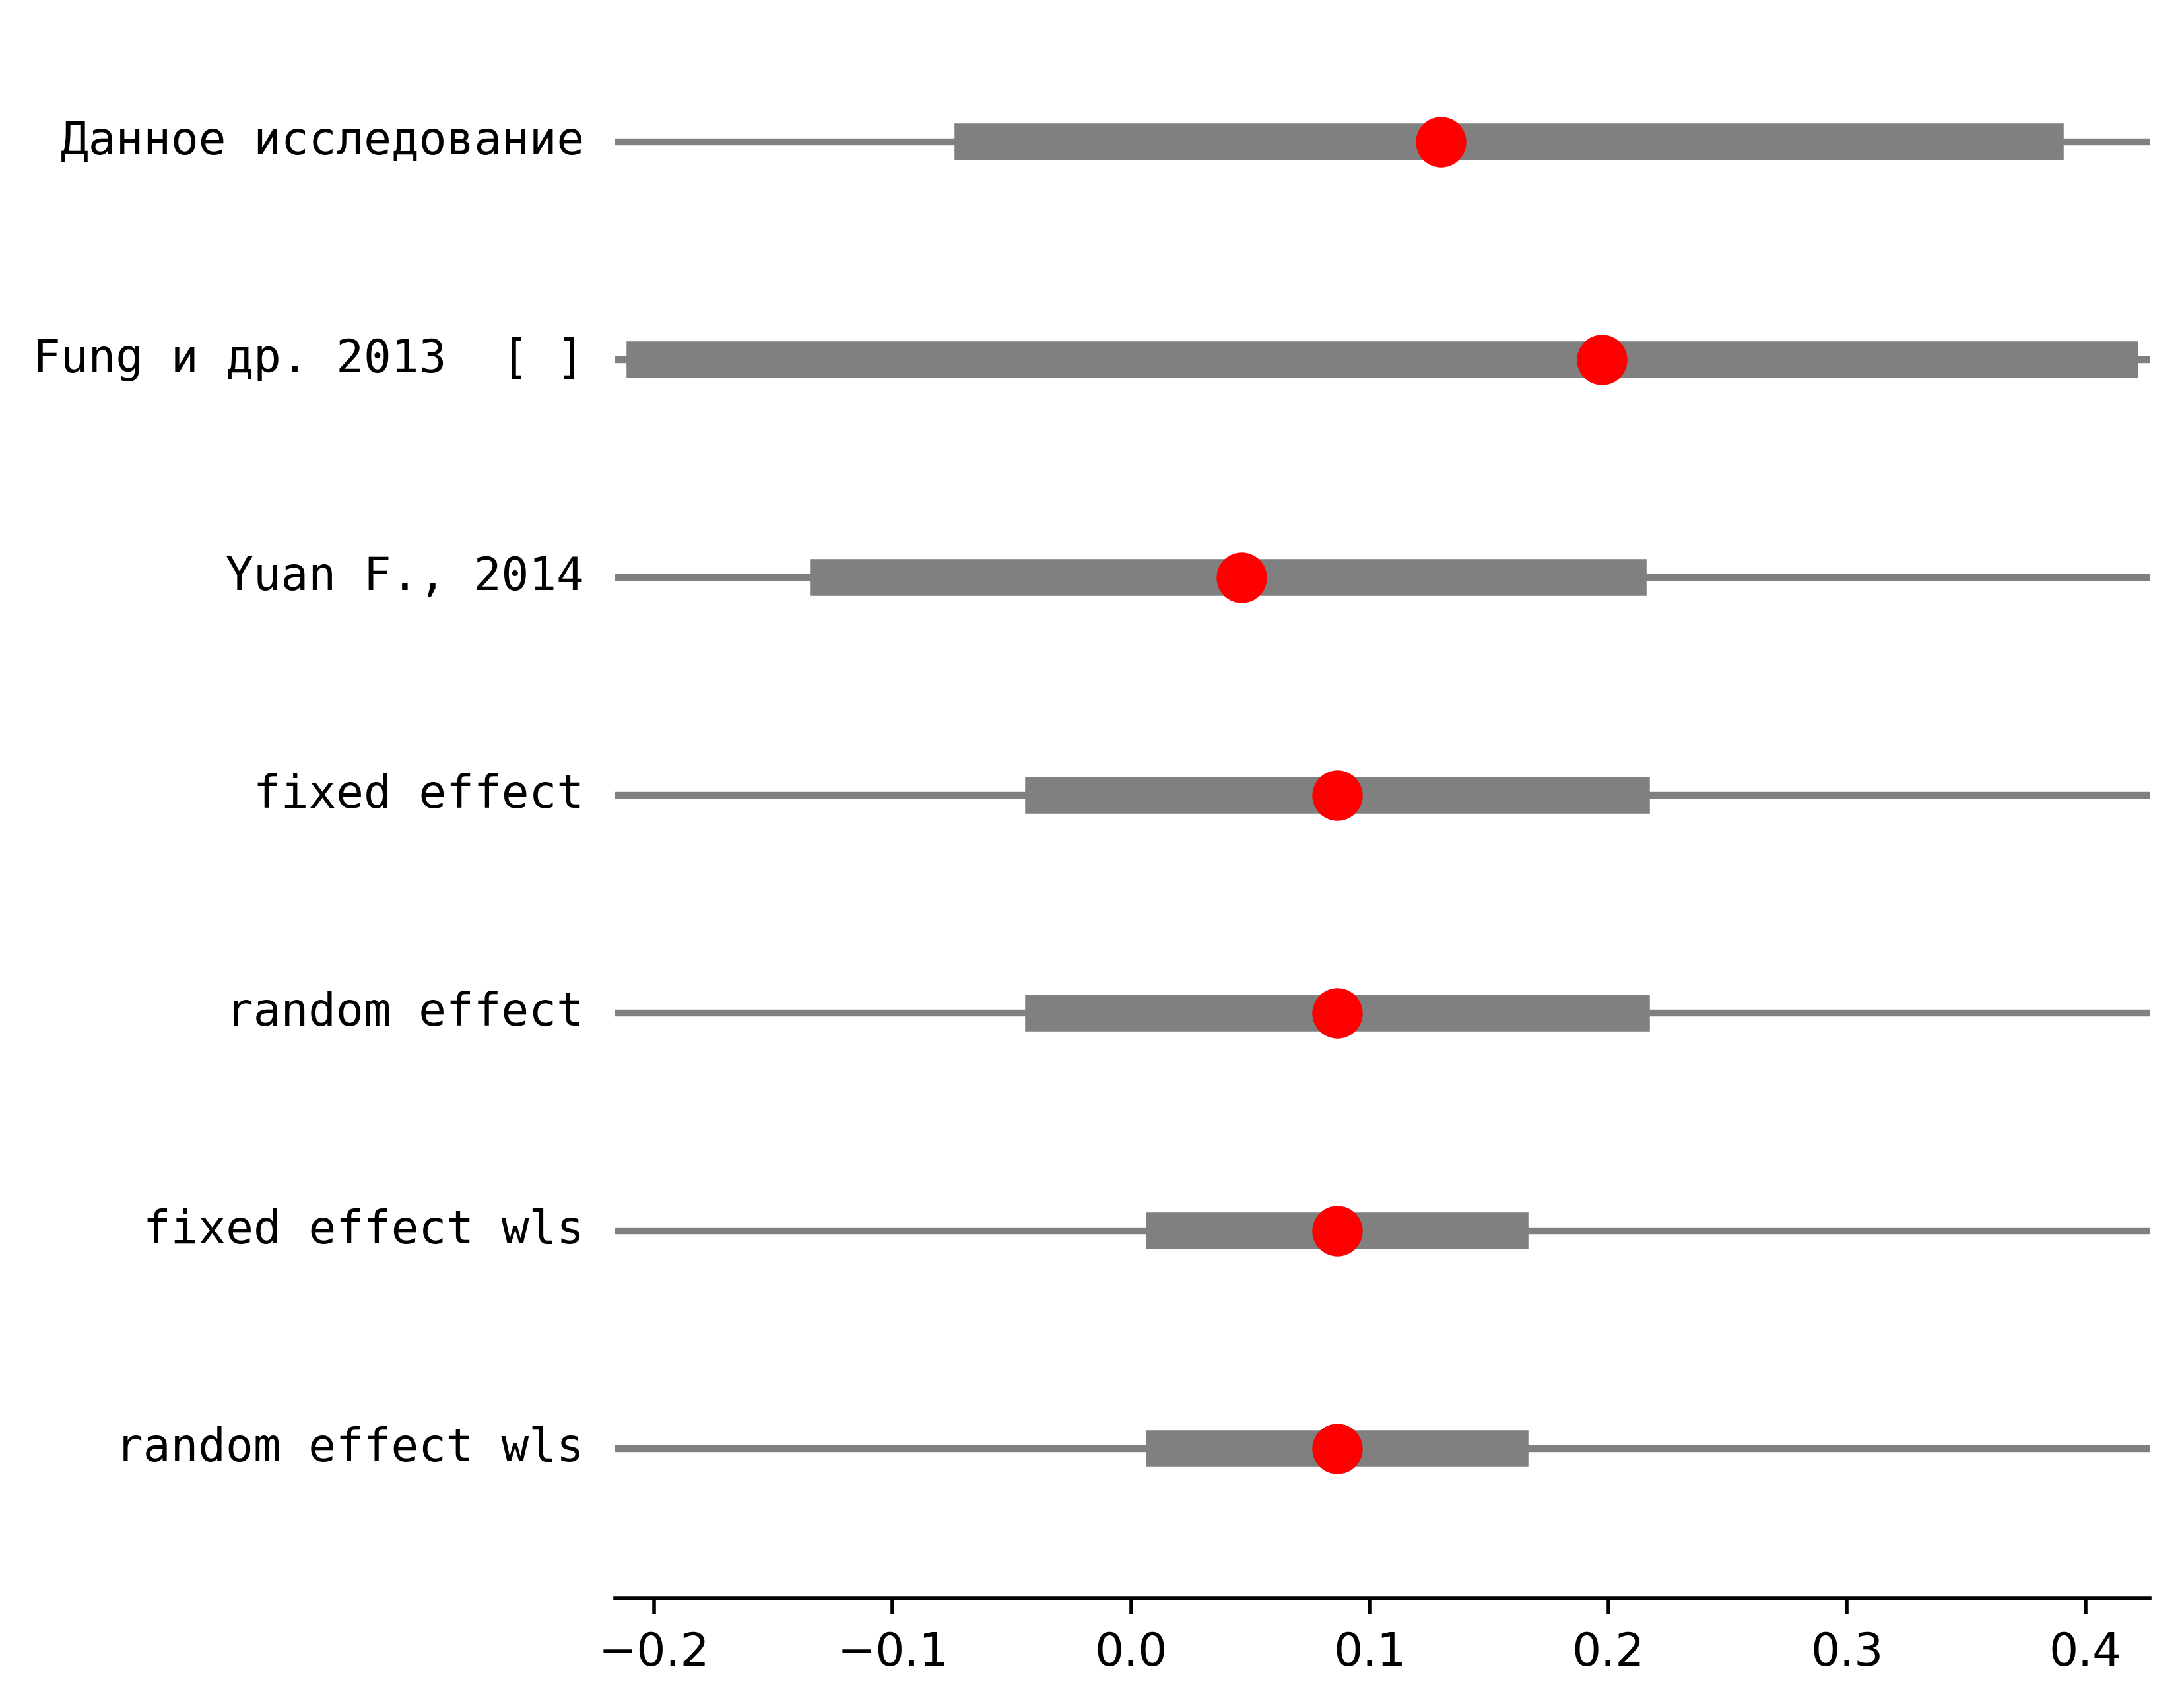 Данное исследование
Fung и др. 2013  [ ]
Yuan F., 2014
fixed effect
random effect
fixed effect wls
random effect wls
−0.2 −0.1 0.0 0.1 0.2 0.3 0.4